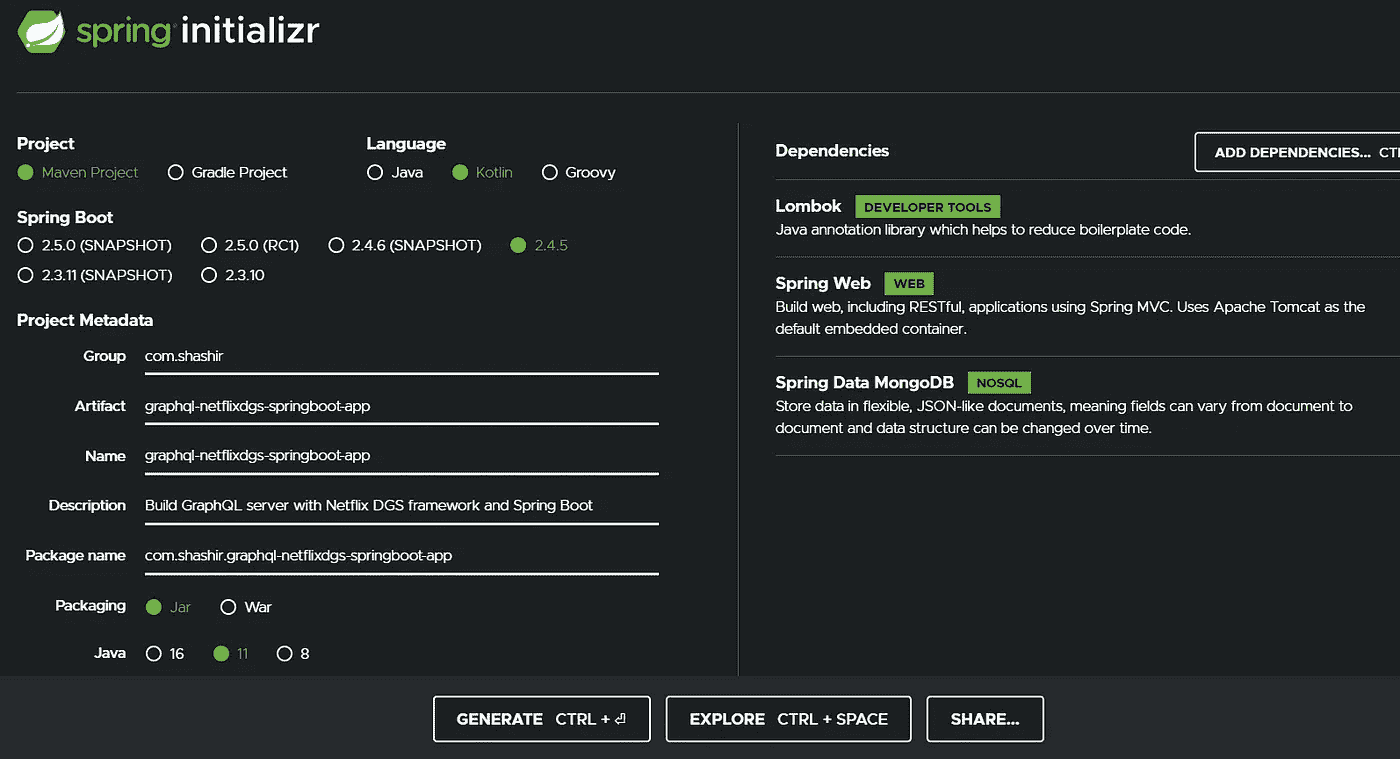 spring initializr
Project
Maven Project Gradle Project
Language
Java Kotlin Groovy
Spring Boot
2.5.0 (SNAPSHOT) 2.5.0 (RC1) 2.4.6 (SNAPSHOT) 2.4.5
2.3.11 (SNAPSHOT) 2.3.10
Project Metadata
Group com.shashir
Artifact graphql-netflixdgs-springboot-app
Name graphql-netflixdgs-springboot-app
Description Build GraphQL server with Netflix DGS framework and Spring Boot
Package name com.shashir.graphql-netflixdgs-springboot-app
Packaging Jar War
Java 16 11 8
Dependencies ADD DEPENDENCIES... CT
Lombok DEVELOPER TOOLS
Java annotation library which helps to reduce boilerplate code.
Spring Web WEB
Build web, including RESTful, applications using Spring MVC. Uses Apache Tomcat as the
default embedded container.
Spring Data MongoDB NOSQL
Store data in flexible, JSON-like documents, meaning fields can vary from document to
document and data structure can be changed over time.
GENERATE CTRL + ⏎ EXPLORE CTRL + SPACE SHARE...